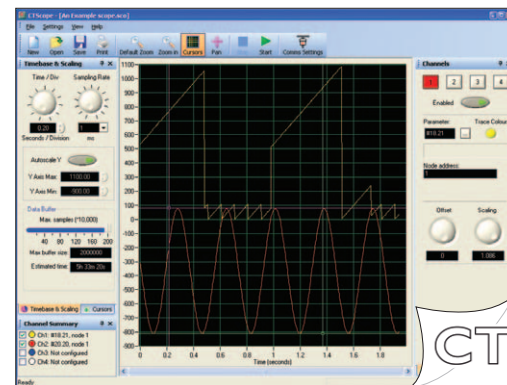 CTScope - [An Example scope.sco]
File Settings View Help
New Open Save Print Default Zoom Zoom in Cursors Pan Stop Start Comms Settings
Timebase & Scaling
Time / Div Sampling Rate
0.20 1
Seconds / Division ms
Autoscale Y
Y Axis Max: 1100.00
Y Axis Min: -900.00
Data Buffer
Max. samples (*10,000)
40 80 120 160 200
Max buffer size: 2000000
Estimated time: 5h 33m 20s
Timebase & Scaling Cursors
Channel Summary
Ch1: #18.21, node 1
Ch2: #20.20, node 1
Ch3: Not configured
Ch4: Not configured
Ready
1100
1000
900
800
700
600
500
400
300
200
100
0
-100
-200
-300
-400
-500
-600
-700
-800
-900
0 0.2 0.4 0.6 0.8 1 1.2 1.4 1.6 1.8
Time (seconds)
Channels
1 2 3 4
Enabled
Parameter: Trace Colour
#18.21 ...
Node address:
1
Offset Scaling
0 1.086
CT